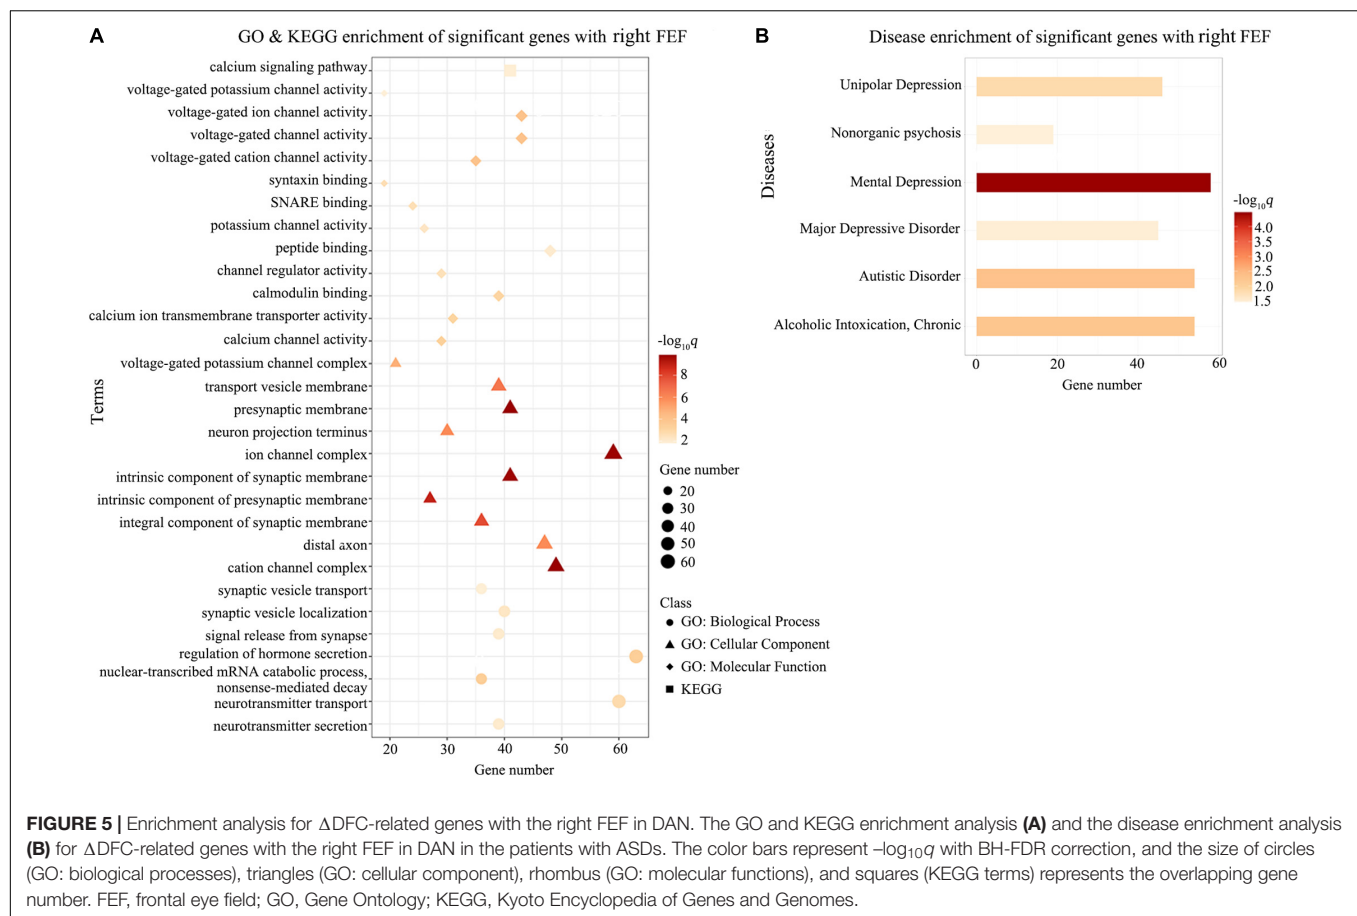 A
GO & KEGG enrichment of significant genes with right FEF
Terms
calcium signaling pathway
voltage-gated potassium channel activity
voltage-gated ion channel activity
voltage-gated channel activity
voltage-gated cation channel activity
syntaxin binding
SNARE binding
potassium channel activity
peptide binding
channel regulator activity
calmodulin binding
calcium ion transmembrane transporter activity
calcium channel activity
voltage-gated potassium channel complex
transport vesicle membrane
presynaptic membrane
neuron projection terminus
ion channel complex
intrinsic component of synaptic membrane
intrinsic component of presynaptic membrane
integral component of synaptic membrane
distal axon
cation channel complex
synaptic vesicle transport
synaptic vesicle localization
signal release from synapse
regulation of hormone secretion
nuclear-transcribed mRNA catabolic process,
nonsense-mediated decay
neurotransmitter transport
neurotransmitter secretion
20 30 40 50 60
Gene number
-log10q
8
6
4
2
Gene number
20
30
40
50
60
Class
GO: Biological Process
GO: Cellular Component
GO: Molecular Function
KEGG
B
Disease enrichment of significant genes with right FEF
Diseases
Unipolar Depression
Nonorganic psychosis
Mental Depression
Major Depressive Disorder
Autistic Disorder
Alcoholic Intoxication, Chronic
0 20 40 60
Gene number
-log10q
4.0
3.5
3.0
2.5
2.0
1.5
FIGURE 5 | Enrichment analysis for ΔDFC-related genes with the right FEF in DAN. The GO and KEGG enrichment analysis (A) and the disease enrichment analysis
(B) for ΔDFC-related genes with the right FEF in DAN in the patients with ASDs. The color bars represent –log10q with BH-FDR correction, and the size of circles
(GO: biological processes), triangles (GO: cellular component), rhombus (GO: molecular functions), and squares (KEGG terms) represents the overlapping gene
number. FEF, frontal eye field; GO, Gene Ontology; KEGG, Kyoto Encyclopedia of Genes and Genomes.